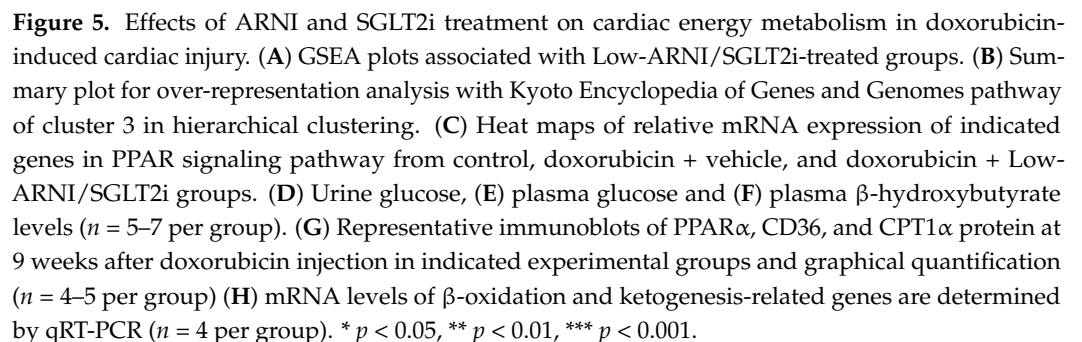 Figure 5. Effects of ARNI and SGLT2i treatment on cardiac energy metabolism in doxorubicin-
induced cardiac injury. (A) GSEA plots associated with Low-ARNI/SGLT2i-treated groups. (B) Sum-
mary plot for over-representation analysis with Kyoto Encyclopedia of Genes and Genomes pathway
of cluster 3 in hierarchical clustering. (C) Heat maps of relative mRNA expression of indicated
genes in PPAR signaling pathway from control, doxorubicin + vehicle, and doxorubicin + Low-
ARNI/SGLT2i groups. (D) Urine glucose, (E) plasma glucose and (F) plasma β-hydroxybutyrate
levels (n = 5–7 per group). (G) Representative immunoblots of PPARα, CD36, and CPT1α protein at
9 weeks after doxorubicin injection in indicated experimental groups and graphical quantification
(n = 4–5 per group) (H) mRNA levels of β-oxidation and ketogenesis-related genes are determined
by qRT-PCR (n = 4 per group). * p < 0.05, ** p < 0.01, *** p < 0.001.